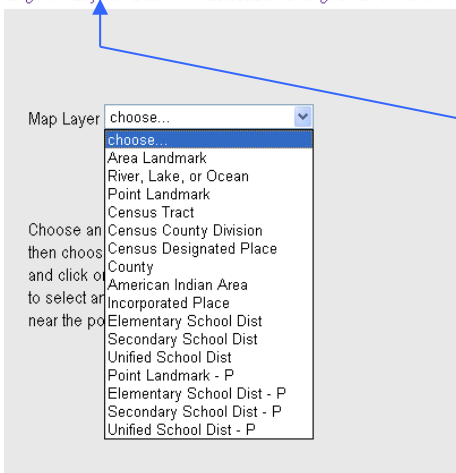 Map Layer choose...
choose...
Area Landmark
River, Lake, or Ocean
Point Landmark
Census Tract
Choose an Census County Division
then choos Census Designated Place
County
and click o
American Indian Area
to select an Incorporated Place
near the po Elementary School Dist
Secondary School Dist
Unified School Dist
Point Landmark - P
Elementary School Dist - P
Secondary School Dist - P
Unified School Dist - P